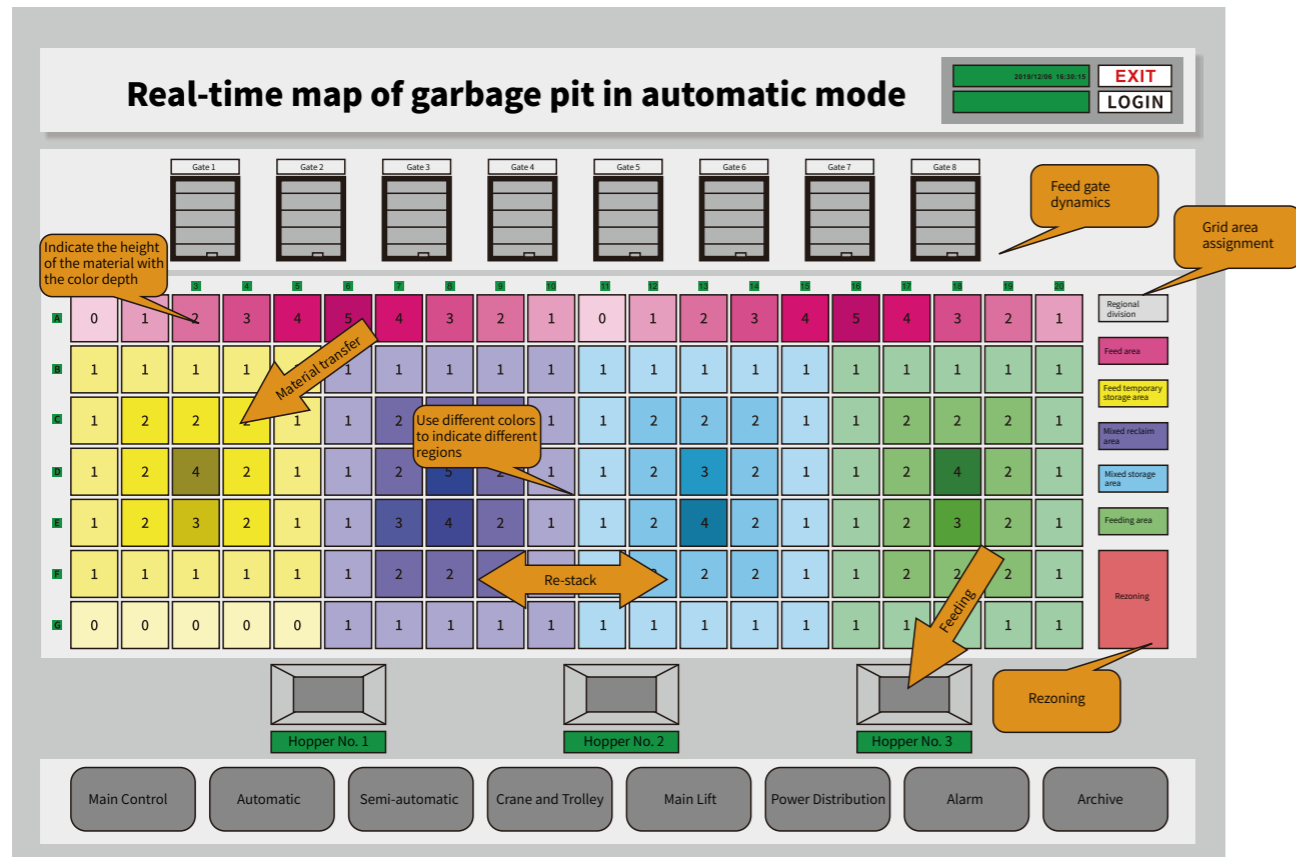 Real-time map of garbage pit in automatic mode
2019/12/06 16:30:15
EXIT
LOGIN
Gate 1
Gate 2
Gate 3
Gate 4
Gate 5
Gate 6
Gate 7
Gate 8
Feed gate
dynamics
Grid area
assignment
Indicate the height
of the material with
the color depth
3 4 5 6 7 8 9 10 11 12 13 14 15 16 17 18 19 20
A 0 1 2 3 4 5 4 3 2 1 0 1 2 3 4 5 4 3 2 1
B 1 1 1 1 1 1 1 1 1 1 1 1 1 1 1 1 1 1
C 1 2 2 1 1 2 1 1 2 2 2 1 1 2 2 2 1
D 1 2 4 2 1 1 2 5 2 1 1 2 3 2 1 1 2 4 2 1
E 1 2 3 2 1 1 3 4 2 1 1 2 4 2 1 1 2 3 2 1
F 1 1 1 1 1 1 2 2 2 2 1 1 2 2 2 1
G 0 0 0 0 0 1 1 1 1 1 1 1 1 1 1 1 1 1 1
Material transfer
Use different colors
to indicate different
regions
Re-stack
Feeding
Regional
division
Feed area
Feed temporary
storage area
Mixed reclaim
area
Mixed storage
area
Feeding area
Rezoning
Rezoning
Hopper No. 1
Hopper No. 2
Hopper No. 3
Main Control
Automatic
Semi-automatic
Crane and Trolley
Main Lift
Power Distribution
Alarm
Archive